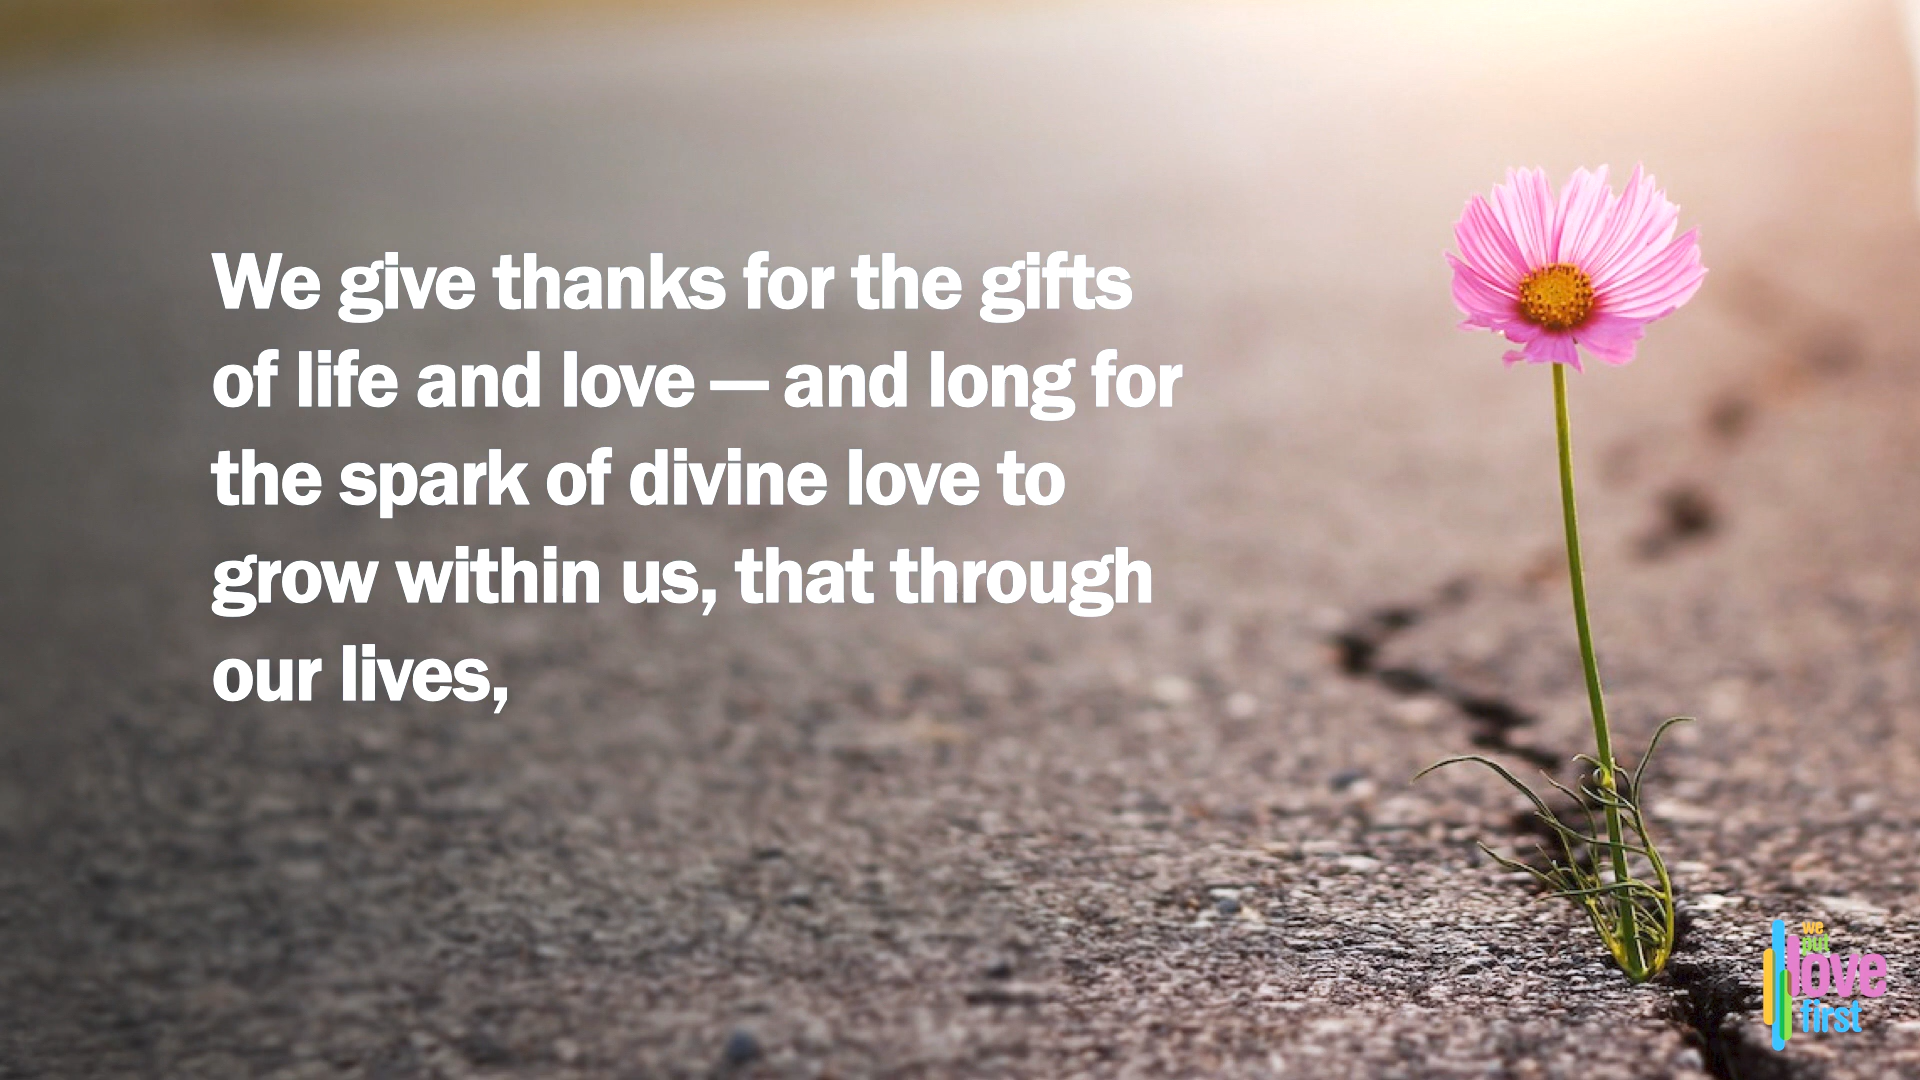 We give thanks for the gifts
of life and love — and long for
the spark of divine love to
grow within us, that through
our lives,
we
put
love
first